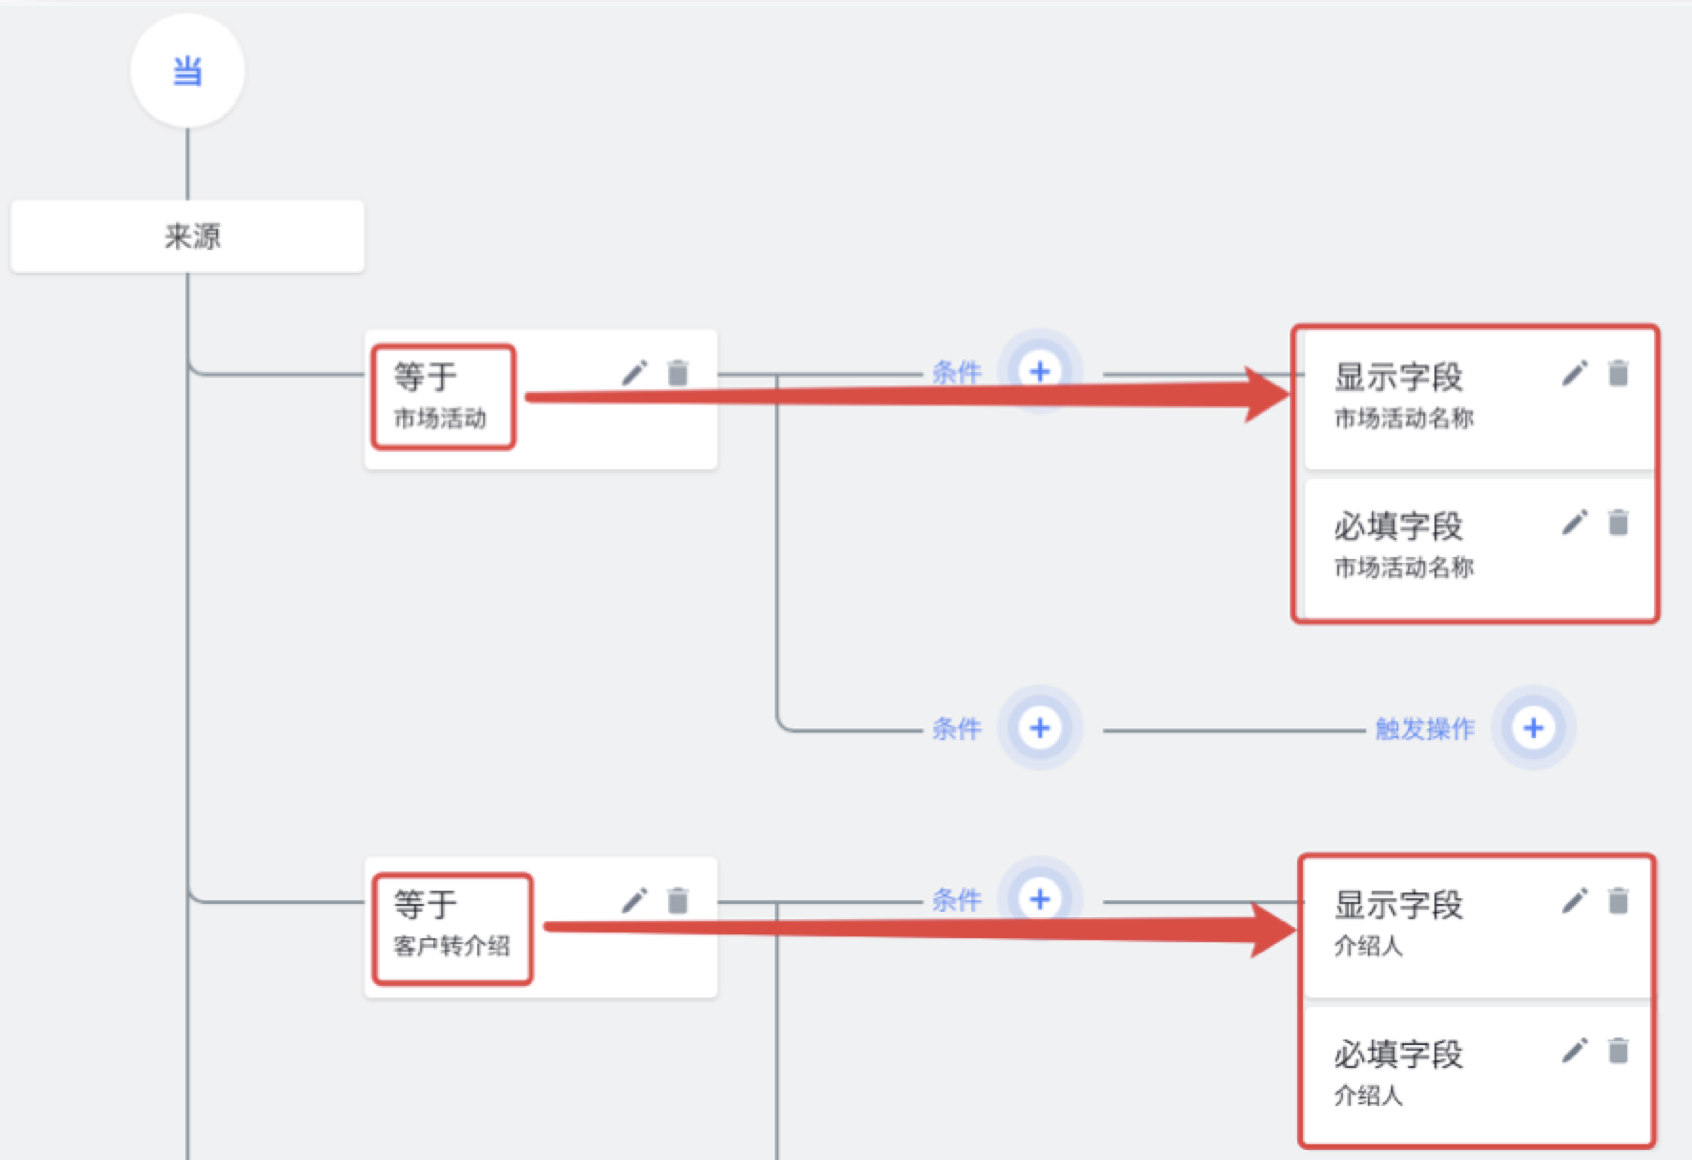 当
来源
等于
市场活动
条件
显示字段
市场活动名称
必填字段
市场活动名称
条件
触发操作
等于
客户转介绍
条件
显示字段
介绍人
必填字段
介绍人